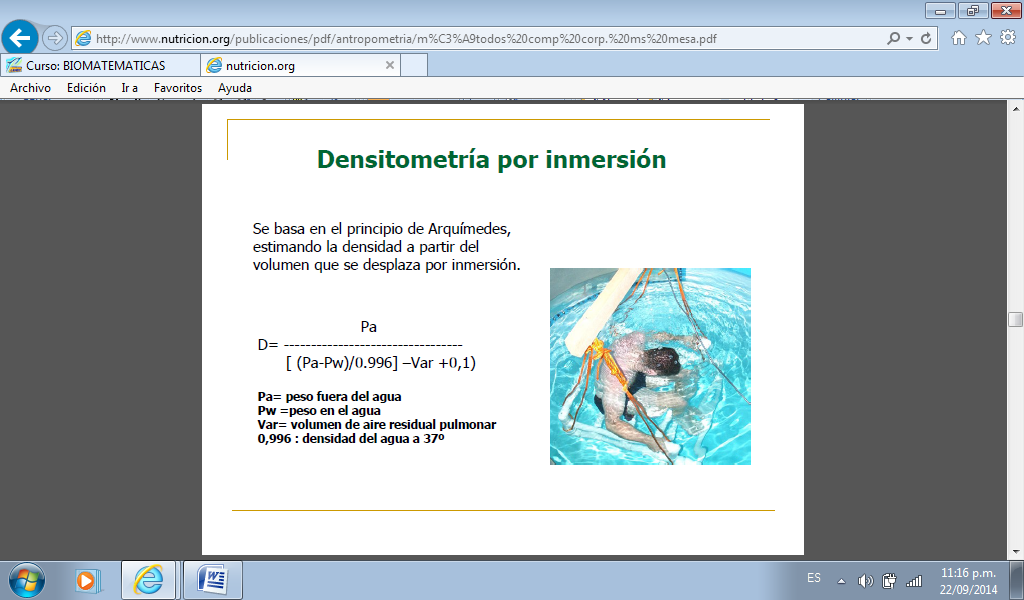 http://www.nutricion.org/publicaciones/pdf/antropometria/m%C3%A9todos%20comp%20corp.%20ms%20mesa.pdf
Curso: BIOMATEMATICAS
nutricion.org
Archivo Edición Ir a Favoritos Ayuda
Densitometría por inmersión
Se basa en el principio de Arquímedes,
estimando la densidad a partir del
volumen que se desplaza por inmersión.
Pa
D= ---------------------------------
[ (Pa-Pw)/0.996] –Var +0,1)
Pa= peso fuera del agua
Pw =peso en el agua
Var= volumen de aire residual pulmonar
0,996 : densidad del agua a 37º
ES
11:16 p.m.
22/09/2014